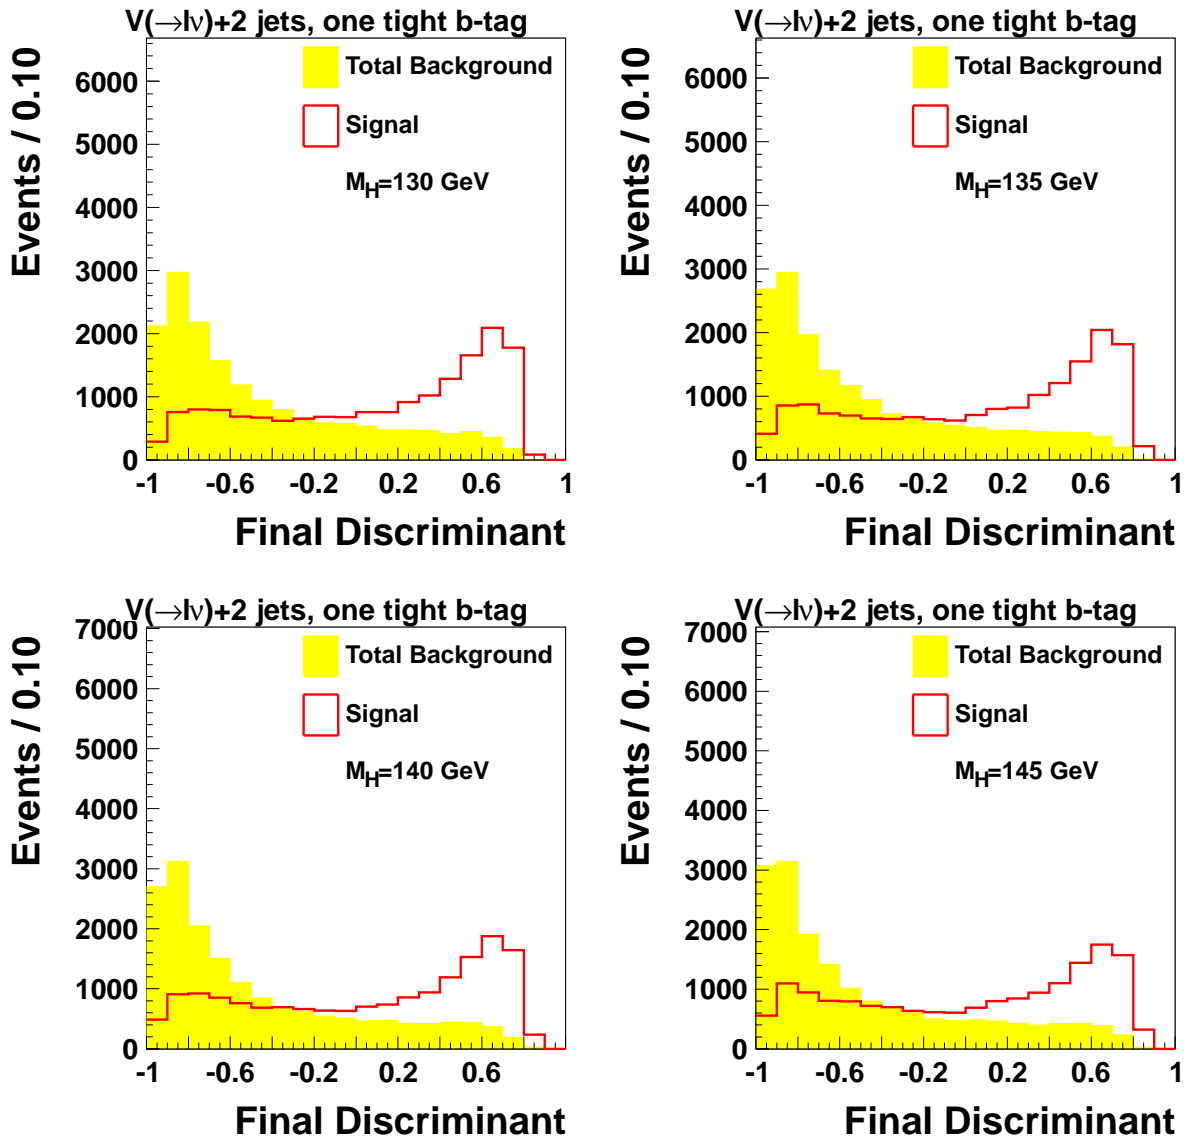 V(→lν)+2 jets, one tight b-tag
Events / 0.10
6000
5000
4000
3000
2000
1000
0
Total Background
Signal
M_H=130 GeV
-1 -0.6 -0.2 0.2 0.6 1
Final Discriminant
V(→lν)+2 jets, one tight b-tag
Events / 0.10
6000
5000
4000
3000
2000
1000
0
Total Background
Signal
M_H=135 GeV
-1 -0.6 -0.2 0.2 0.6 1
Final Discriminant
V(→lν)+2 jets, one tight b-tag
Events / 0.10
7000
6000
5000
4000
3000
2000
1000
0
Total Background
Signal
M_H=140 GeV
-1 -0.6 -0.2 0.2 0.6
Final Discriminant
V(→lν)+2 jets, one tight b-tag
Events / 0.10
7000
6000
5000
4000
3000
2000
1000
0
Total Background
Signal
M_H=145 GeV
-1 -0.6 -0.2 0.2 0.6 1
Final Discriminant